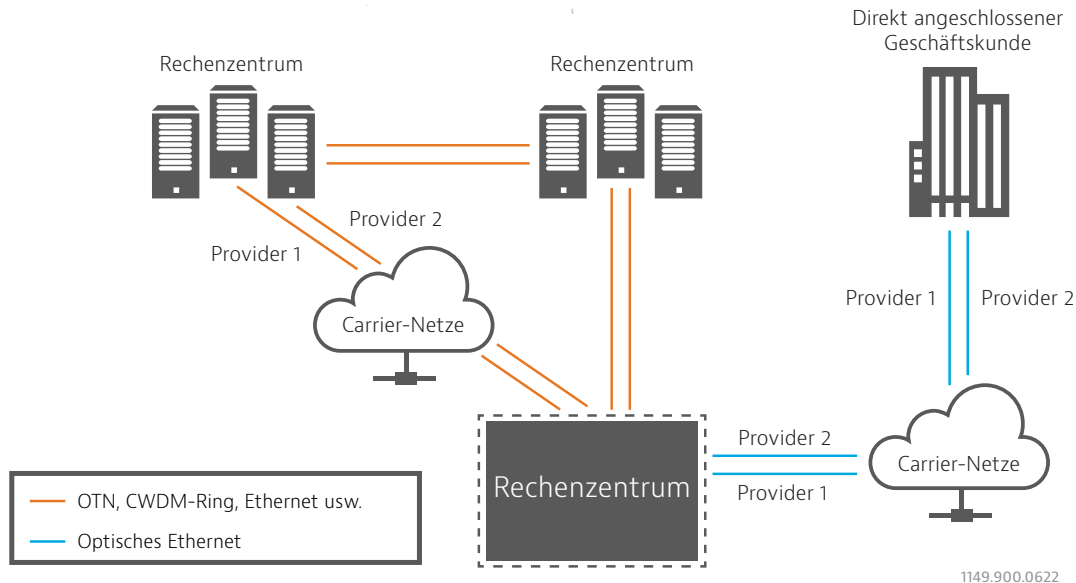 Direkt angeschlossener
Geschäftskunde
Rechenzentrum
Rechenzentrum
Provider 2
Provider 1
Provider 1
Provider 2
Carrier-Netze
Provider 2
Carrier-Netze
Rechenzentrum
Provider 1
OTN, CWDM-Ring, Ethernet usw.
Optisches Ethernet
1149.900.0622